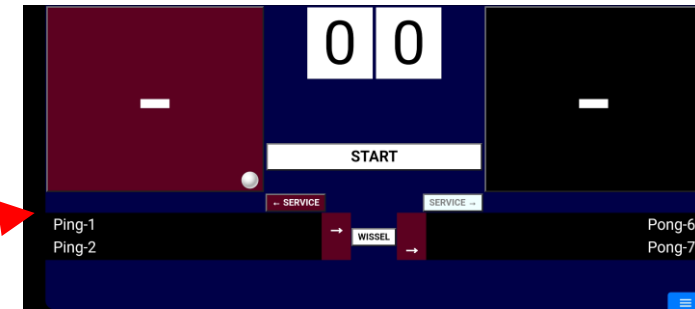 0 0
START
← SERVICE
SERVICE →
Ping-1
Ping-2
→
WISSEL
→
Pong-6
Pong-7